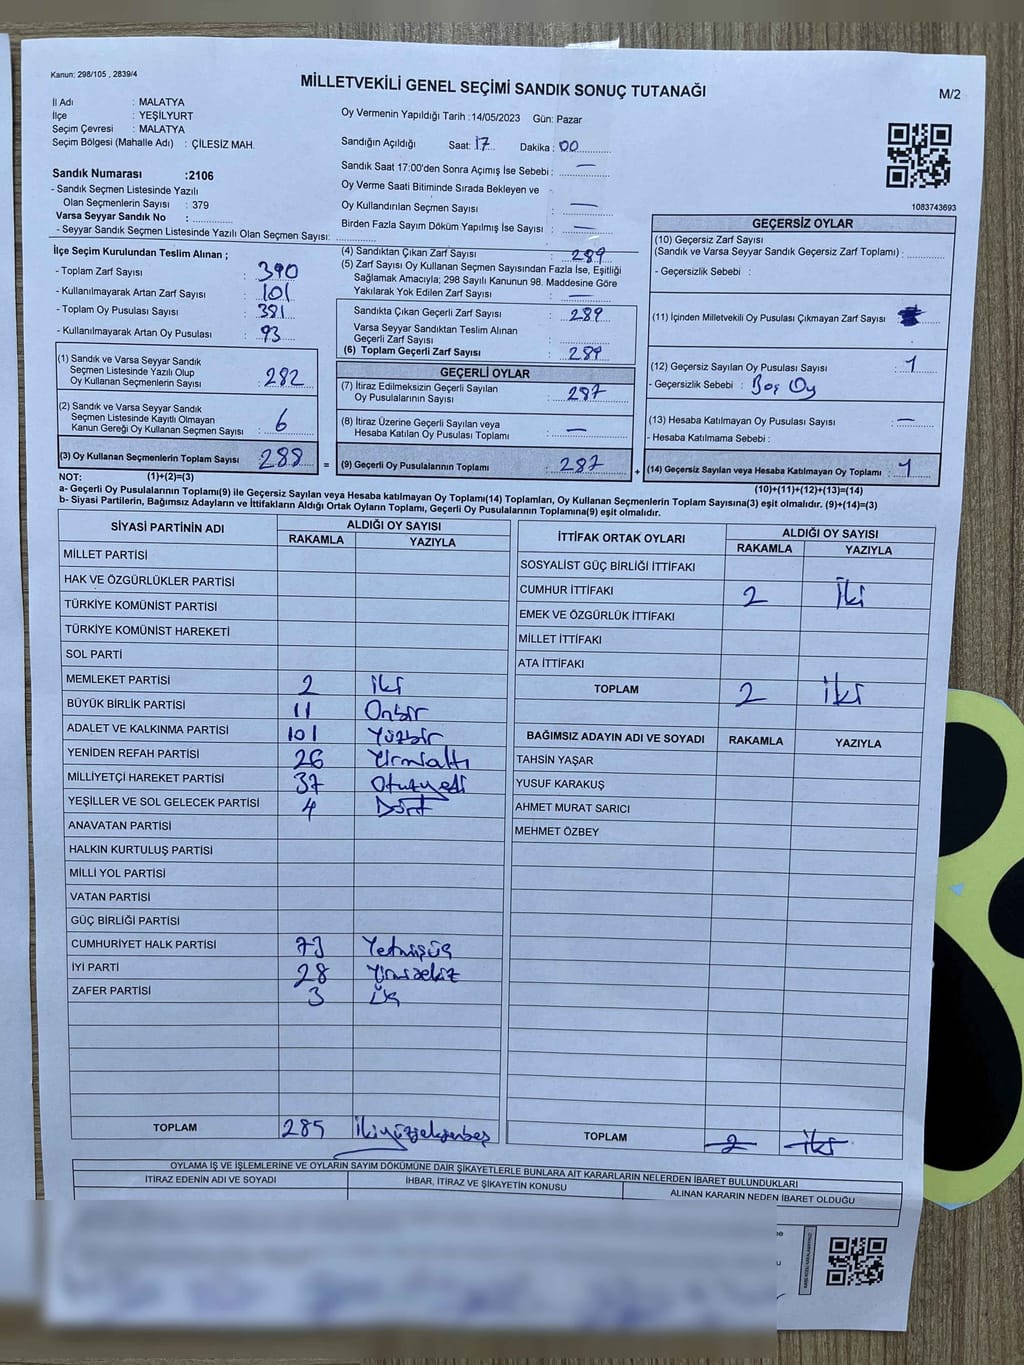 Kanun: 298/105 , 2839/4
MİLLETVEKİLİ GENEL SEÇİMİ SANDIK SONUÇ TUTANAĞI
M/2
İl Adı : MALATYA
İlçe : YEŞİLYURT
Seçim Çevresi : MALATYA
Seçim Bölgesi (Mahalle Adı) : ÇİLESİZ MAH.
Sandık Numarası :2106
- Sandık Seçmen Listesinde Yazılı
Olan Seçmenlerin Sayısı : 379
Varsa Seyyar Sandık No :
- Seyyar Sandık Seçmen Listesinde Yazılı Olan Seçmen Sayısı:
İlçe Seçim Kurulundan Teslim Alınan ;
- Toplam Zarf Sayısı : 390
- Kullanılmayarak Artan Zarf Sayısı : 101
- Toplam Oy Pusulası Sayısı : 381
- Kullanılmayarak Artan Oy Pusulası : 93
(1) Sandık ve Varsa Seyyar Sandık
Seçmen Listesinde Yazılı Olup
Oy Kullanan Seçmenlerin Sayısı : 282
(2) Sandık ve Varsa Seyyar Sandık
Seçmen Listesinde Kayıtlı Olmayan
Kanun Gereği Oy Kullanan Seçmen Sayısı : 6
(3) Oy Kullanan Seçmenlerin Toplam Sayısı : 288
Oy Vermenin Yapıldığı Tarih :14/05/2023 Gün: Pazar
Sandığın Açıldığı Saat: 17 Dakika : 00
Sandık Saat 17:00'den Sonra Açımış İse Sebebi : —
Oy Verme Saati Bitiminde Sırada Bekleyen ve
Oy Kullandırılan Seçmen Sayısı : —
Birden Fazla Sayım Döküm Yapılmış İse Sayısı : —
(4) Sandıktan Çıkan Zarf Sayısı : 289
(5) Zarf Sayısı Oy Kullanan Seçmen Sayısından Fazla İse, Eşitliği
Sağlamak Amacıyla; 298 Sayılı Kanunun 98. Maddesine Göre
Yakılarak Yok Edilen Zarf Sayısı : —
Sandıkta Çıkan Geçerli Zarf Sayısı : 289
Varsa Seyyar Sandıktan Teslim Alınan
Geçerli Zarf Sayısı :
(6) Toplam Geçerli Zarf Sayısı : 289
GEÇERLİ OYLAR
(7) İtiraz Edilmeksizin Geçerli Sayılan
Oy Pusulalarının Sayısı : 287
(8) İtiraz Üzerine Geçerli Sayılan veya
Hesaba Katılan Oy Pusulası Toplamı : —
= (9) Geçerli Oy Pusulalarının Toplamı : 287
1083743693
GEÇERSİZ OYLAR
(10) Geçersiz Zarf Sayısı
(Sandık ve Varsa Seyyar Sandık Geçersiz Zarf Toplamı) :
- Geçersizlik Sebebi :
(11) İçinden Milletvekili Oy Pusulası Çıkmayan Zarf Sayısı :
(12) Geçersiz Sayılan Oy Pusulası Sayısı : 1
- Geçersizlik Sebebi : Boş Oy
(13) Hesaba Katılmayan Oy Pusulası Sayısı : —
- Hesaba Katılmama Sebebi :
+ (14) Geçersiz Sayılan veya Hesaba Katılmayan Oy Toplamı : 1
NOT: (1)+(2)=(3)
(10)+(11)+(12)+(13)=(14)
a- Geçerli Oy Pusulalarının Toplamı(9) ile Geçersiz Sayılan veya Hesaba katılmayan Oy Toplamı(14) Toplamları, Oy Kullanan Seçmenlerin Toplam Sayısına(3) eşit olmalıdır. (9)+(14)=(3)
b- Siyasi Partilerin, Bağımsız Adayların ve İttifakların Aldığı Ortak Oyların Toplamı, Geçerli Oy Pusulalarının Toplamına(9) eşit olmalıdır.
SİYASİ PARTİNİN ADI
ALDIĞI OY SAYISI
RAKAMLA YAZIYLA
MİLLET PARTİSİ
HAK VE ÖZGÜRLÜKLER PARTİSİ
TÜRKİYE KOMÜNİST PARTİSİ
TÜRKİYE KOMÜNİST HAREKETİ
SOL PARTİ
MEMLEKET PARTİSİ 2 iki
BÜYÜK BİRLİK PARTİSİ 11 Onbir
ADALET VE KALKINMA PARTİSİ 101 Yüzbir
YENİDEN REFAH PARTİSİ 26 Yirmialtı
MİLLİYETÇİ HAREKET PARTİSİ 37 Otuzyedi
YEŞİLLER VE SOL GELECEK PARTİSİ 4 Dört
ANAVATAN PARTİSİ
HALKIN KURTULUŞ PARTİSİ
MİLLİ YOL PARTİSİ
VATAN PARTİSİ
GÜÇ BİRLİĞİ PARTİSİ
CUMHURİYET HALK PARTİSİ 73 Yetmişüç
İYİ PARTİ 28 Yirmisekiz
ZAFER PARTİSİ 3 üç
TOPLAM 285 ikiyüzseksenbeş
İTTİFAK ORTAK OYLARI
ALDIĞI OY SAYISI
RAKAMLA YAZIYLA
SOSYALİST GÜÇ BİRLİĞİ İTTİFAKI
CUMHUR İTTİFAKI 2 iki
EMEK VE ÖZGÜRLÜK İTTİFAKI
MİLLET İTTİFAKI
ATA İTTİFAKI
TOPLAM 2 iki
BAĞIMSIZ ADAYIN ADI VE SOYADI RAKAMLA YAZIYLA
TAHSİN YAŞAR
YUSUF KARAKUŞ
AHMET MURAT SARICI
MEHMET ÖZBEY
TOPLAM 2 iki
OYLAMA İŞ VE İŞLEMLERİNE VE OYLARIN SAYIM DÖKÜMÜNE DAİR ŞİKAYETLERLE BUNLARA AİT KARARLARIN NELERDEN İBARET BULUNDUKLARI
İTİRAZ EDENİN ADI VE SOYADI
İHBAR, İTİRAZ VE ŞİKAYETİN KONUSU
ALINAN KARARIN NEDEN İBARET OLDUĞU